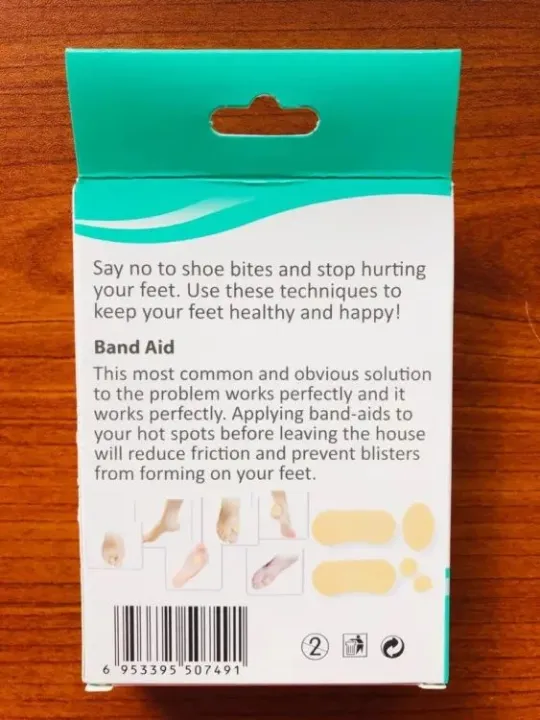 Say no to shoe bites and stop hurting
your feet. Use these techniques to
keep your feet healthy and happy!
Band Aid
This most common and obvious solution
to the problem works perfectly and it
works perfectly. Applying band-aids to
your hot spots before leaving the house
will reduce friction and prevent blisters
from forming on your feet.
6 953395 507491
2